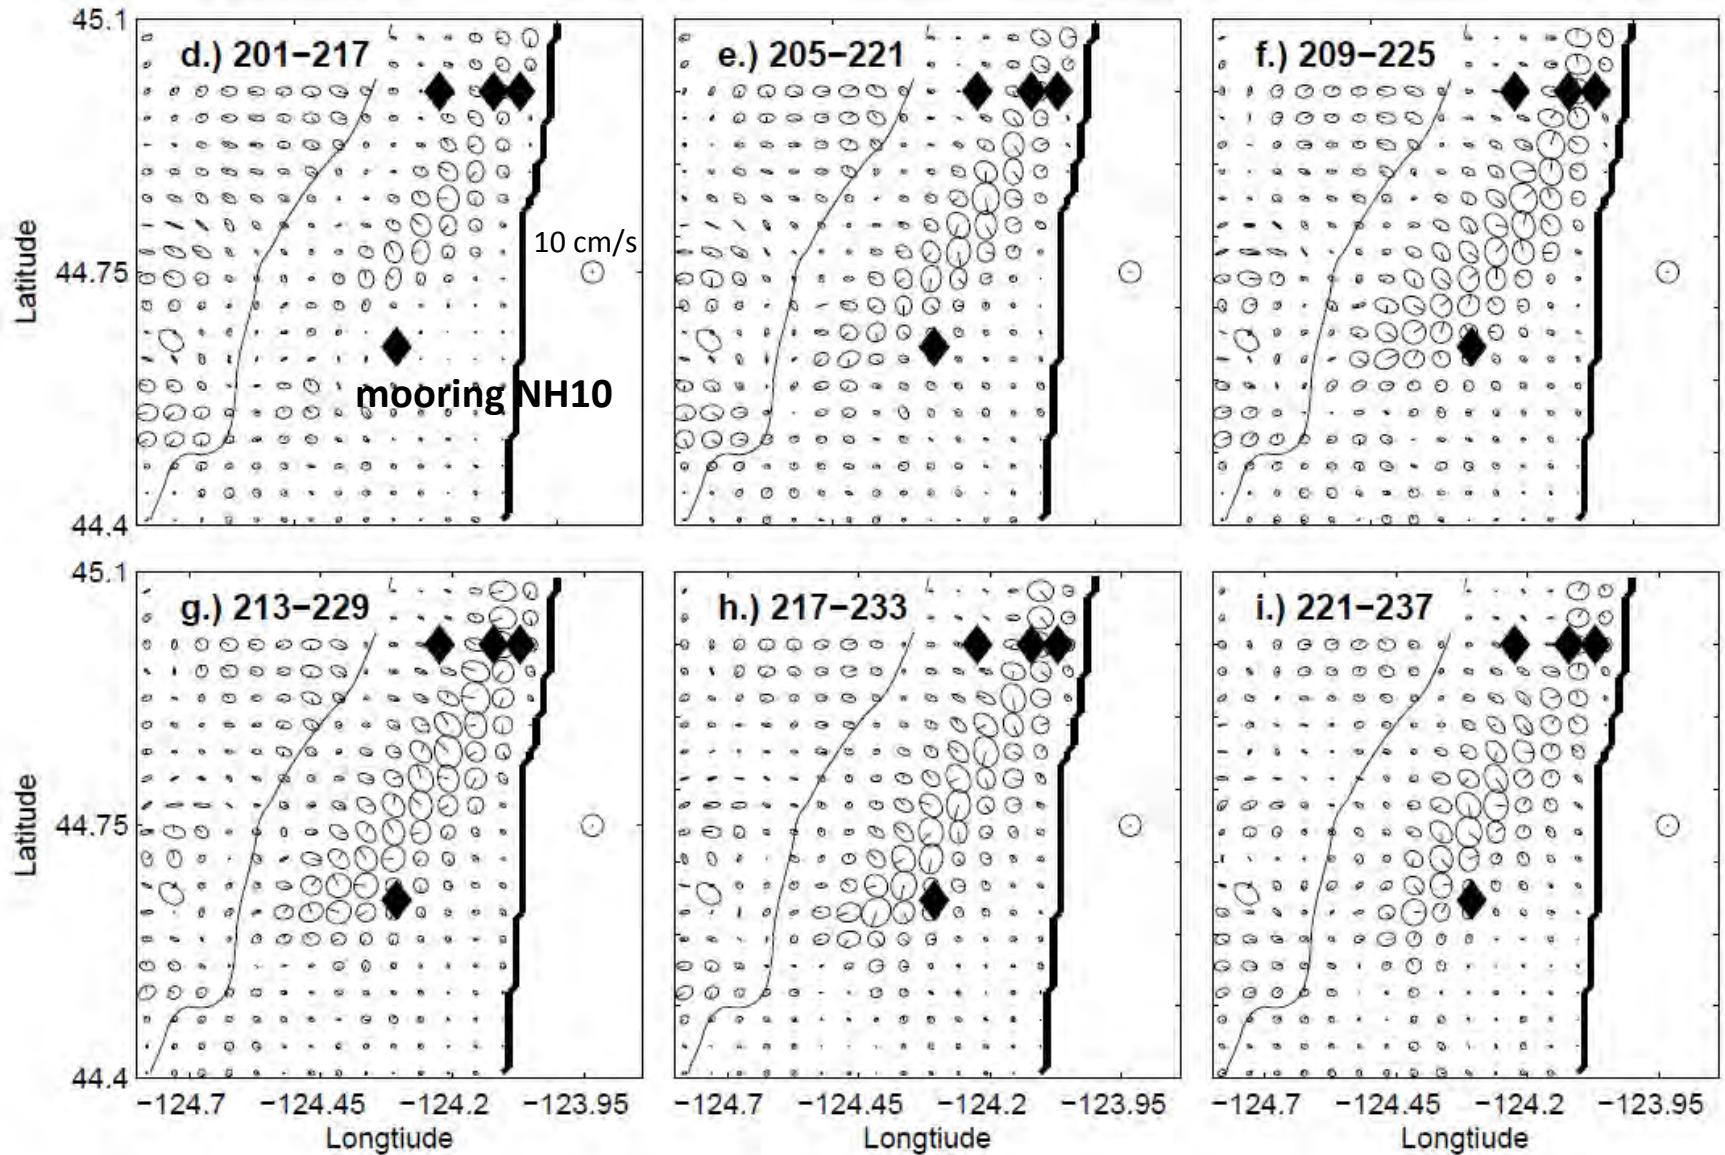 45.1
d.) 201−217
e.) 205−221
f.) 209−225
10 cm/s
Latitude
44.75
mooring NH10
44.4
45.1
g.) 213−229
h.) 217−233
i.) 221−237
Latitude
44.75
44.4
−124.7 −124.45 −124.2 −123.95
−124.7 −124.45 −124.2 −123.95
−124.7 −124.45 −124.2 −123.95
Longtiude
Longtiude
Longtiude